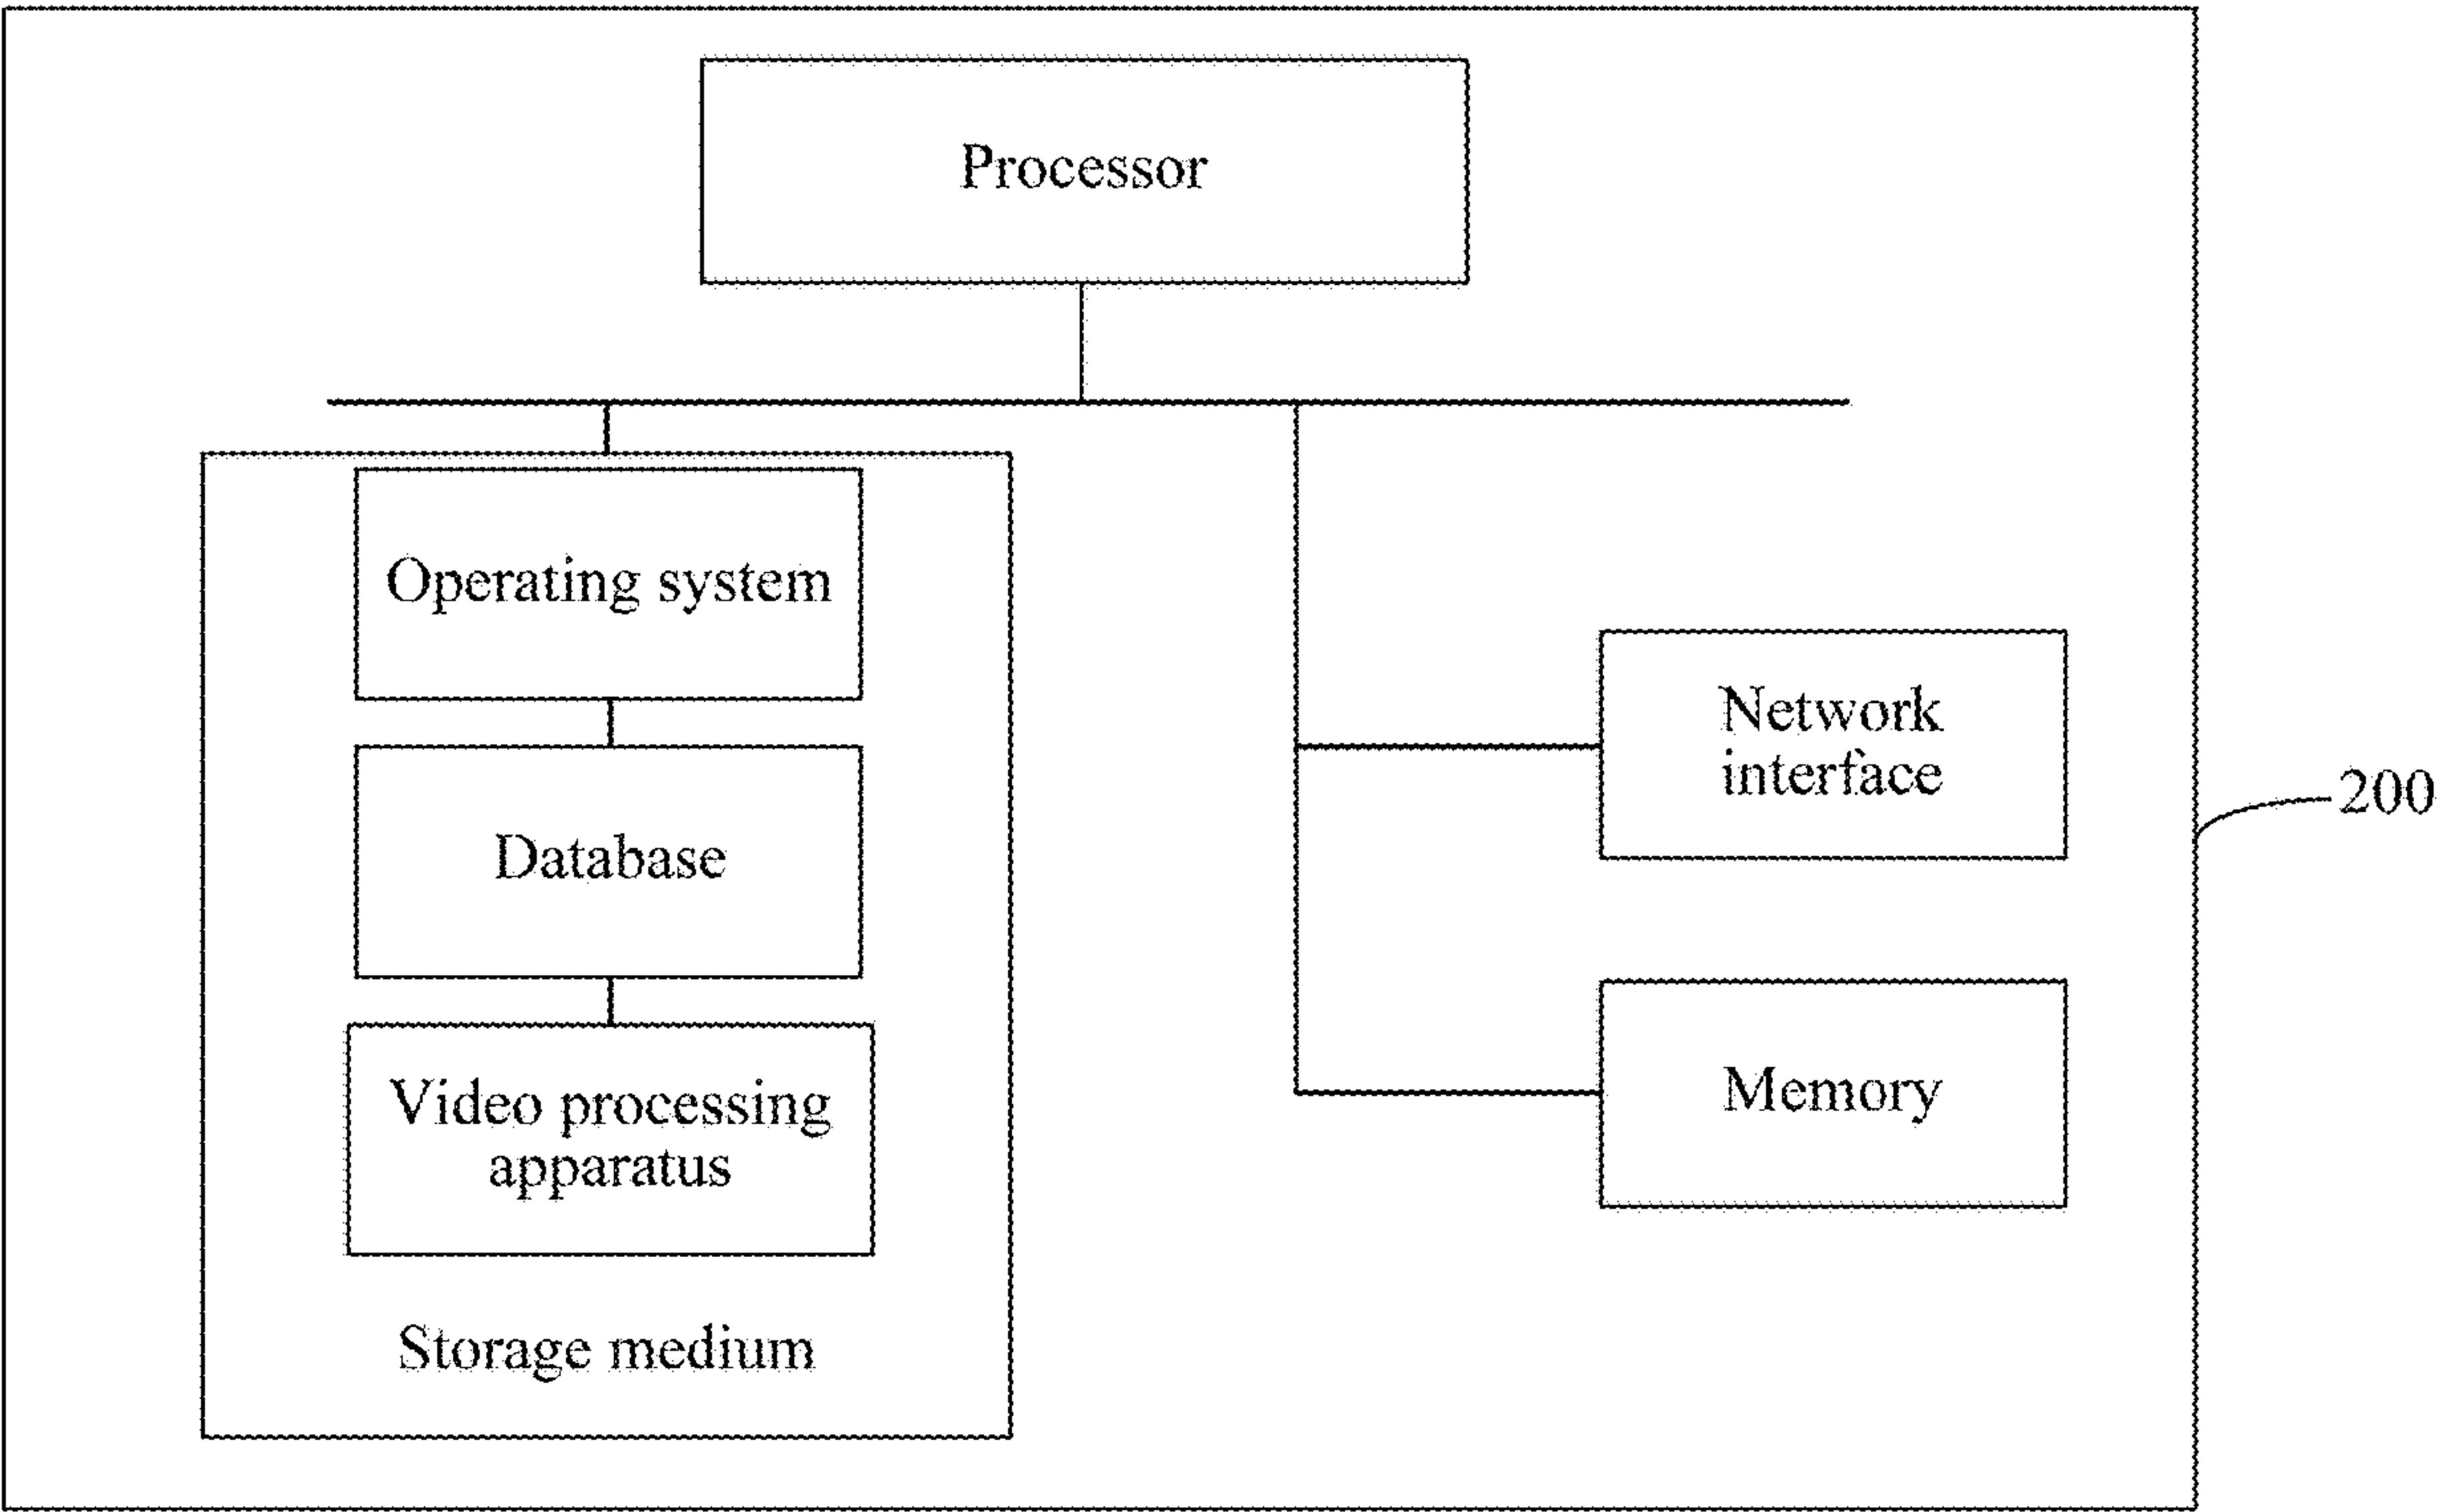 Processor
Operating system
Database
Video processing
apparatus
Storage medium
Network
interface
Memory
200